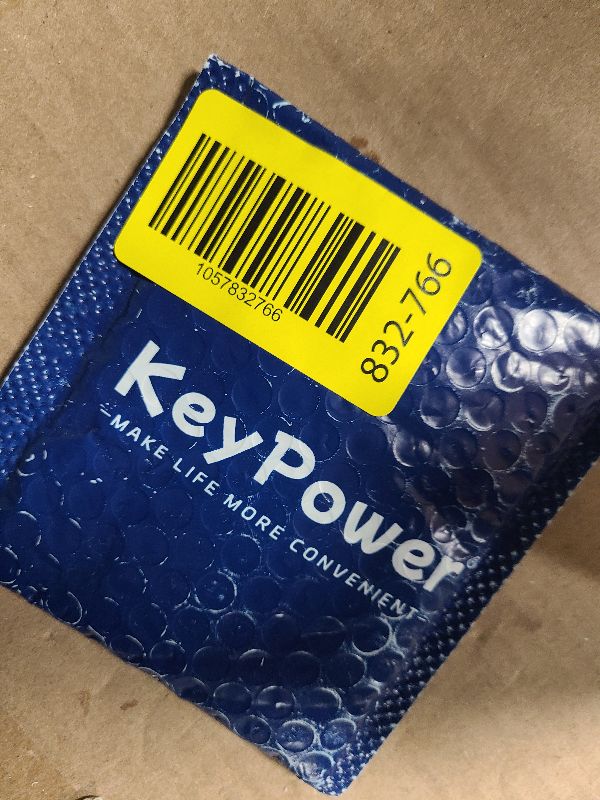 1057832766
832-766
KeyPower®
-MAKE LIFE MORE CONVENIENT-